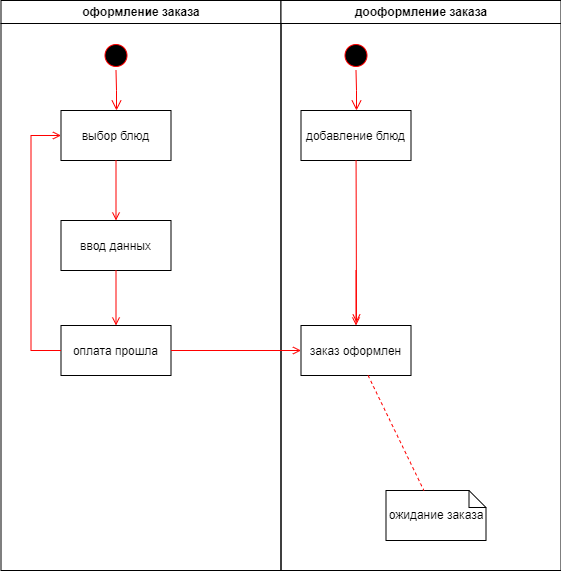 оформление заказа
дооформление заказа
выбор блюд
добавление блюд
ввод данных
оплата прошла
заказ оформлен
ожидание заказа